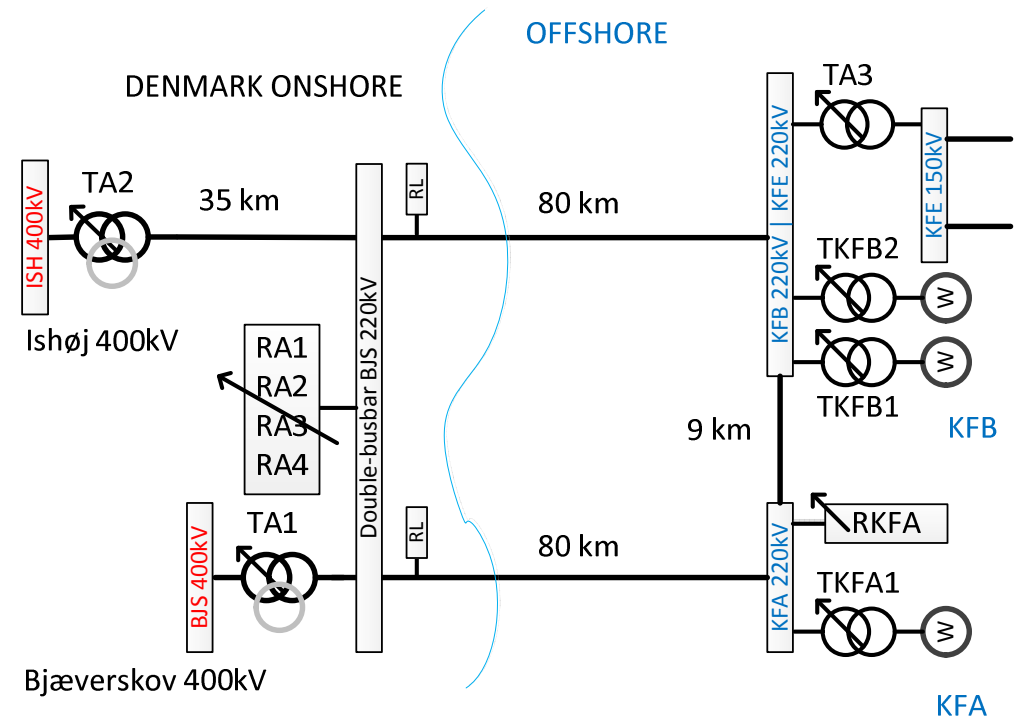 OFFSHORE
DENMARK ONSHORE
TA3
TA2
35 km
RL
80 km
ISH 400kV
KFB 220kV | KFE 220kV
KFE 150kV
TKFB2
W
Ishøj 400kV
RA1
RA2
RA3
RA4
Double-busbar BJS 220kV
W
TKFB1
KFB
9 km
TA1
RL
80 km
BJS 400kV
KFA 220kV
RKFA
TKFA1
W
Bjæverskov 400kV
KFA